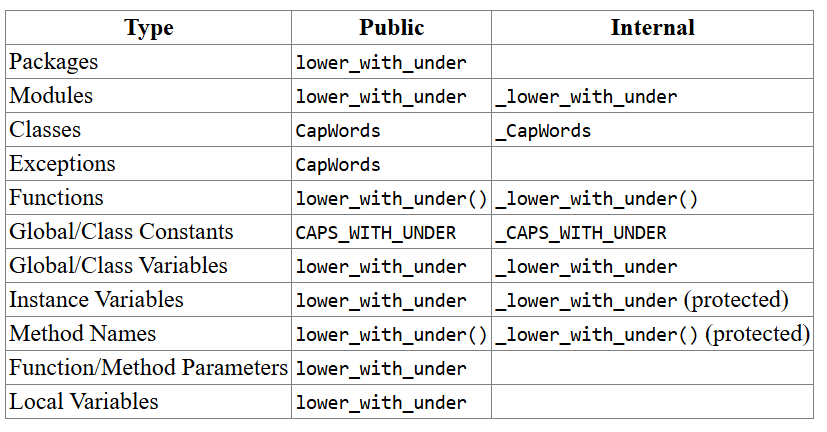 Type Public Internal
Packages lower_with_under
Modules lower_with_under _lower_with_under
Classes CapWords _CapWords
Exceptions CapWords
Functions lower_with_under() _lower_with_under()
Global/Class Constants CAPS_WITH_UNDER _CAPS_WITH_UNDER
Global/Class Variables lower_with_under _lower_with_under
Instance Variables lower_with_under _lower_with_under (protected)
Method Names lower_with_under() _lower_with_under() (protected)
Function/Method Parameters lower_with_under
Local Variables lower_with_under